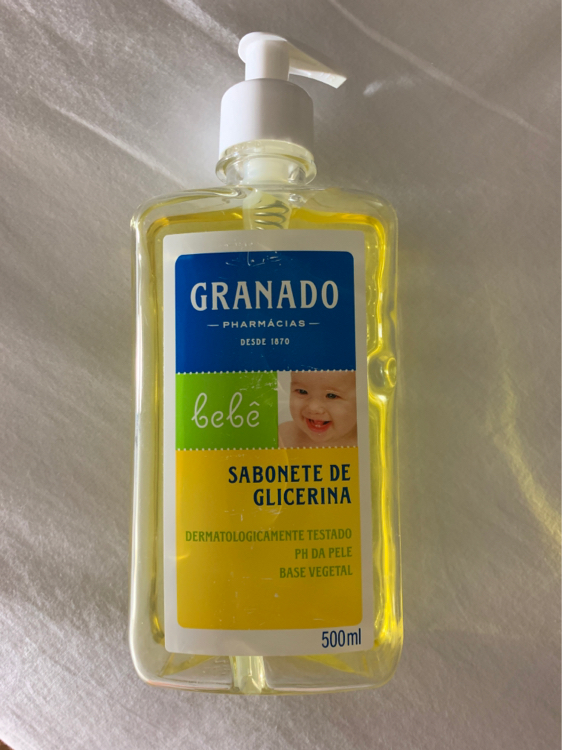 GRANADO
PHARMÁCIAS
DESDE 1870
bebê
SABONETE DE
GLICERINA
DERMATOLOGICAMENTE TESTADO
PH DA PELE
BASE VEGETAL
500ml